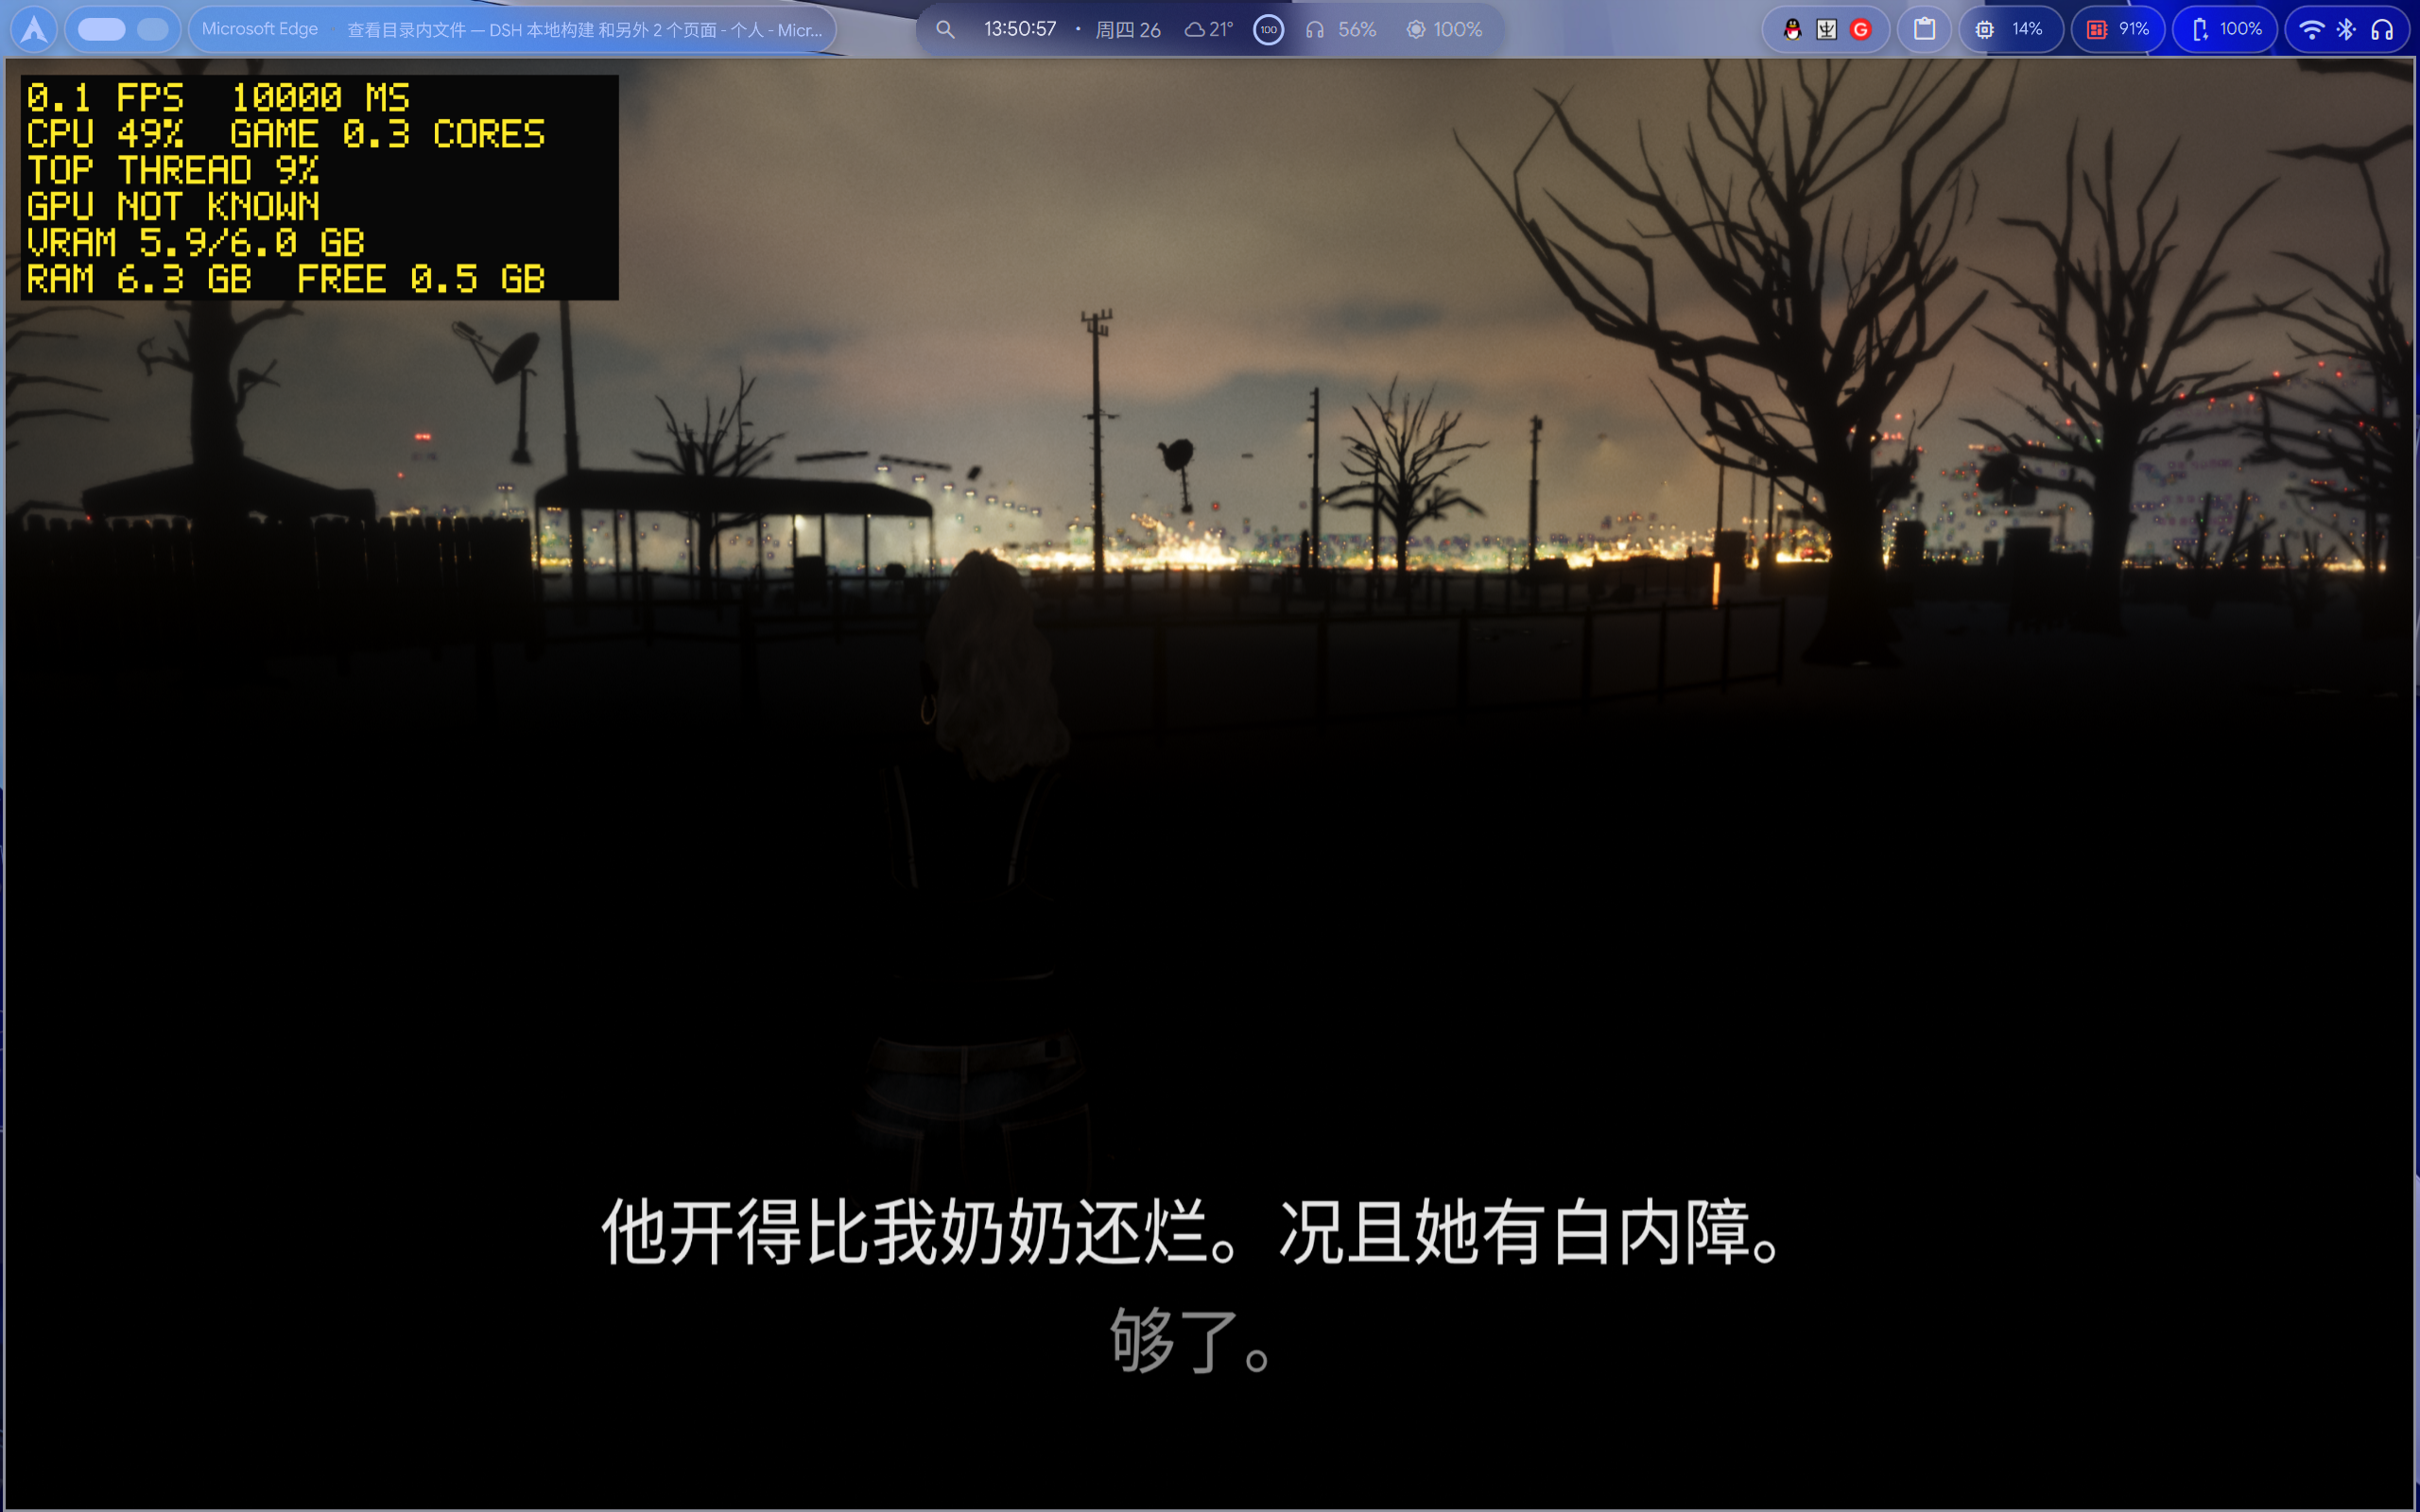 Microsoft Edge 查看目录内文件 — DSH 本地构建 和另外 2 个页面 - 个人 - Micr... 13:50:57 • 周四 26 21° 100 56% 100% G 14% 91% 100%
0.1 FPS 10000 MS
CPU 49% GAME 0.3 CORES
TOP THREAD 9%
GPU NOT KNOWN
VRAM 5.9/6.0 GB
RAM 6.3 GB FREE 0.5 GB
他开得比我奶奶还烂。况且她有白内障。
够了。